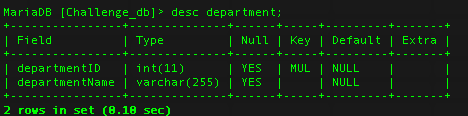 MariaDB [Challenge_db]> desc department;
+----------------+--------------+------+-----+---------+-------+
| Field          | Type         | Null | Key | Default | Extra |
+----------------+--------------+------+-----+---------+-------+
| departmentID   | int(11)      | YES  | MUL | NULL    |       |
| departmentName | varchar(255) | YES  |     | NULL    |       |
+----------------+--------------+------+-----+---------+-------+
2 rows in set (0.10 sec)